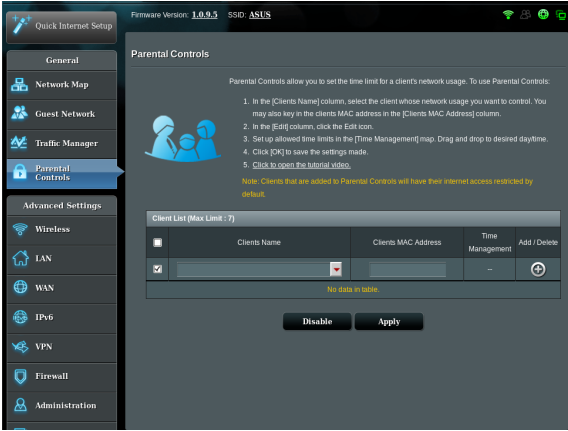 Quick Internet Setup
Firmware Version: 1.0.9.5 SSID: ASUS
General
Network Map
Guest Network
Traffic Manager
Parental
Controls
Advanced Settings
Wireless
LAN
WAN
IPv6
VPN
Firewall
Administration
Parental Controls
Parental Controls allow you to set the time limit for a client's network usage. To use Parental Controls:
1. In the [Clients Name] column, select the client whose network usage you want to control. You
may also key in the clients MAC address in the [Clients MAC Address] column.
2. In the [Edit] column, click the Edit icon.
3. Set up allowed time limits in the [Time Management] map. Drag and drop to desired day/time.
4. Click [OK] to save the settings made.
5. Click to open the tutorial video.
Note: Clients that are added to Parental Controls will have their internet access restricted by
default.
Client List (Max Limit : 7)
Clients Name Clients MAC Address Time
Management Add / Delete
--
No data in table.
Disable Apply